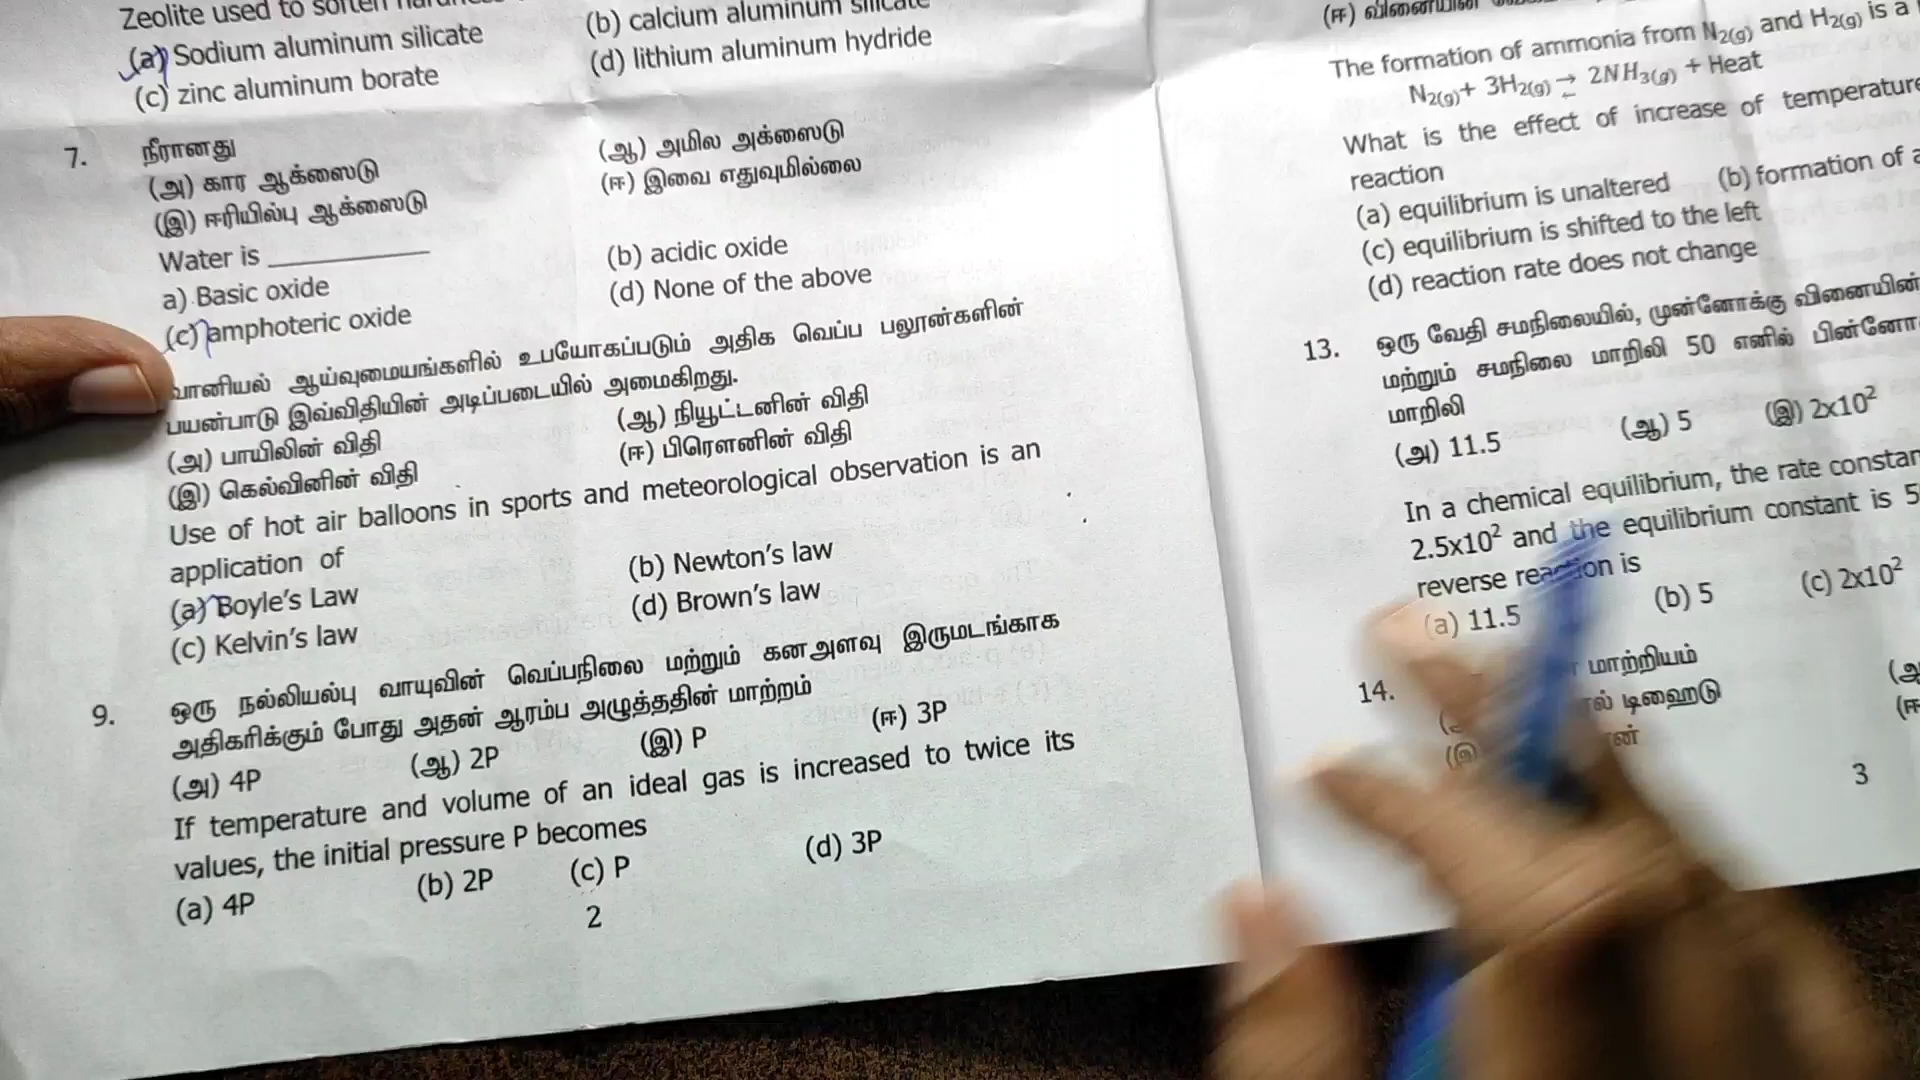 Zeolite used to soften
(a) Sodium aluminum silicate
(b) calcium aluminum silicate
(c) zinc aluminum borate
(d) lithium aluminum hydride
7. நீரானது
(அ) கார ஆக்ஸைடு
(ஆ) அமில அக்ஸைடு
(இ) ஈரியில்பு ஆக்ஸைடு
(ஈ) இவை எதுவுமில்லை
Water is ____________
a) Basic oxide
(b) acidic oxide
(c) amphoteric oxide
(d) None of the above
வானியல் ஆய்வுமையங்களில் உபயோகப்படும் அதிக வெப்ப பலூன்களின்
பயன்பாடு இவ்விதியின் அடிப்படையில் அமைகிறது.
(அ) பாயிலின் விதி
(ஆ) நியூட்டனின் விதி
(இ) கெல்வினின் விதி
(ஈ) பிரௌனின் விதி
Use of hot air balloons in sports and meteorological observation is an
application of
(a) Boyle's Law
(b) Newton's law
(c) Kelvin's law
(d) Brown's law
9. ஒரு நல்லியல்பு வாயுவின் வெப்பநிலை மற்றும் கனஅளவு இருமடங்காக
அதிகரிக்கும் போது அதன் ஆரம்ப அழுத்ததின் மாற்றம்
(அ) 4P (ஆ) 2P (இ) P (ஈ) 3P
If temperature and volume of an ideal gas is increased to twice its
values, the initial pressure P becomes
(a) 4P (b) 2P (c) P (d) 3P
2
(ஈ) வினையின்
The formation of ammonia from N₂(g) and H₂(g) is a
N₂(g)+ 3H₂(g) ⇄ 2NH₃(g) + Heat
What is the effect of increase of temperature
reaction
(a) equilibrium is unaltered (b) formation of
(c) equilibrium is shifted to the left
(d) reaction rate does not change
13. ஒரு வேதி சமநிலையில், முன்னோக்கு வினையின்
மற்றும் சமநிலை மாறிலி 50 எனில்
மாறிலி
(அ) 11.5 (ஆ) 5 (இ) 2x10²
In a chemical equilibrium, the rate
2.5x10² and the equilibrium constant is
reverse reaction is
(a) 11.5 (b) 5 (c) 2x10²
14. மாற்றியம்
டிஹைடு
3